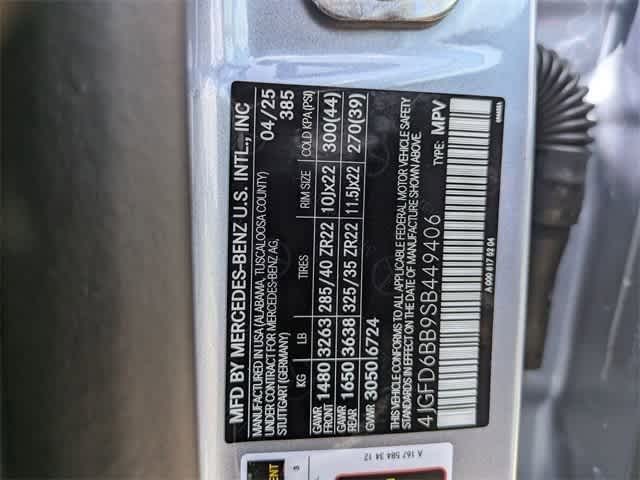 MFD BY MERCEDES-BENZ U.S. INTL., INC
MANUFACTURED IN USA (ALABAMA, TUSCALOOSA COUNTY)
UNDER CONTRACT FOR MERCEDES-BENZ AG,
STUTTGART (GERMANY)
04/25
385
KG LB TIRES RIM SIZE COLD KPA(PSI)
GAWR FRONT 1480 3263 285/40 ZR22 10Jx22 300(44)
GAWR REAR 1650 3638 325/35 ZR22 11.5Jx22 270(39)
GVWR 3050 6724
THIS VEHICLE CONFORMS TO ALL APPLICABLE FEDERAL MOTOR VEHICLE SAFETY
STANDARDS IN EFFECT ON THE DATE OF MANUFACTURE SHOWN ABOVE.
4JGFD6BB9SB449406 TYPE: MPV
A 000 817 02 04
A 167 584 34 12